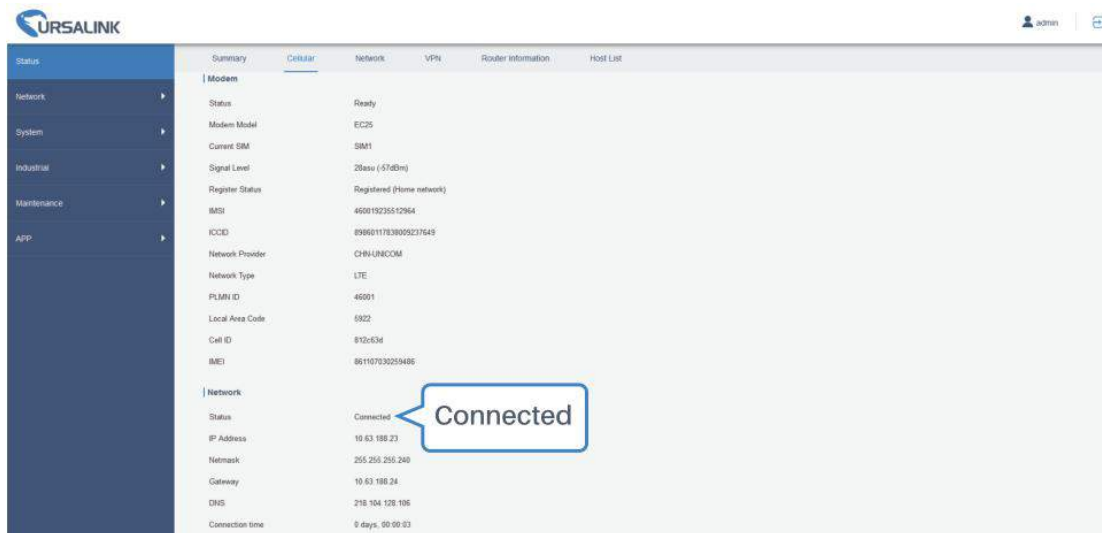 URSALINK
admin
Status
Network
System
Industrial
Maintenance
APP
Summary Cellular Network VPN Router Information Host List
Modem
Status Ready
Modem Model EC25
Current SIM SIM1
Signal Level 28asu (-57dBm)
Register Status Registered (Home network)
IMSI 460019235512964
ICCID 89860117838009237649
Network Provider CHN-UNICOM
Network Type LTE
PLMN ID 46001
Local Area Code 5922
Cell ID 812c63d
IMEI 861107030259486
Network
Status Connected
Connected
IP Address 10.63.188.23
Netmask 255.255.255.240
Gateway 10.63.188.24
DNS 218.104.128.106
Connection time 0 days, 00:00:03